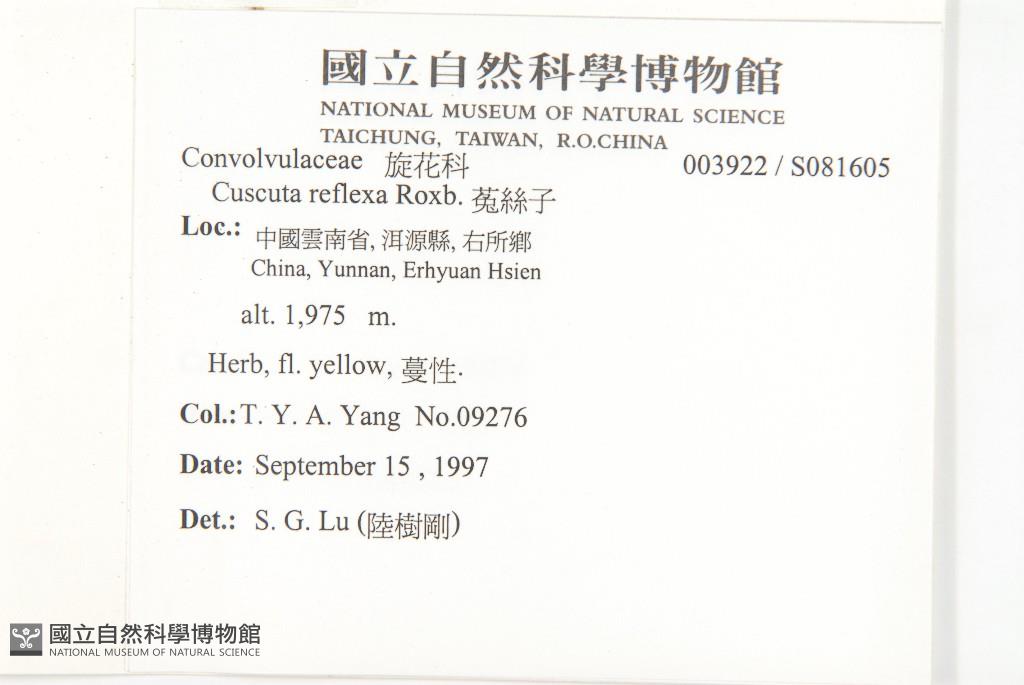 國立自然科學博物館
NATIONAL MUSEUM OF NATURAL SCIENCE
TAICHUNG, TAIWAN, R.O.CHINA
Convolvulaceae 旋花科 003922 / S081605
Cuscuta reflexa Roxb. 菟絲子
Loc.: 中國雲南省, 洱源縣, 右所鄉
China, Yunnan, Erhyuan Hsien
alt. 1,975 m.
Herb, fl. yellow, 蔓性.
Col.: T. Y. A. Yang No.09276
Date: September 15 , 1997
Det.: S. G. Lu (陸樹剛)
國立自然科學博物館
NATIONAL MUSEUM OF NATURAL SCIENCE